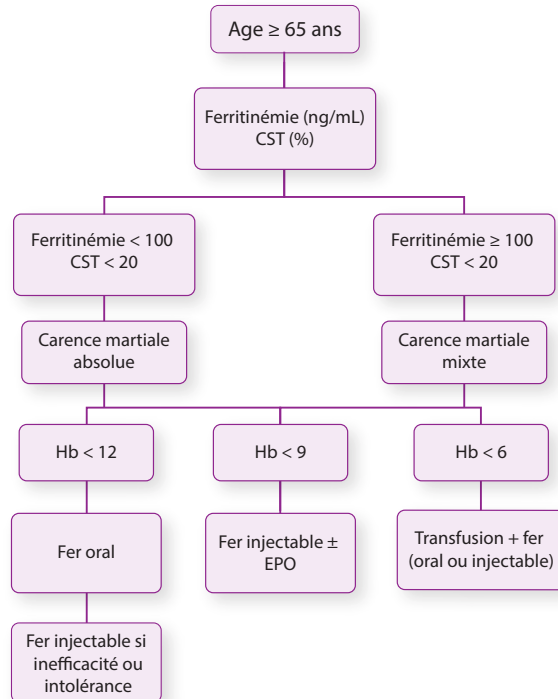 Age ≥ 65 ans
Ferritinémie (ng/mL)
CST (%)
Ferritinémie < 100
CST < 20
Ferritinémie ≥ 100
CST < 20
Carence martiale
absolue
Carence martiale
mixte
Hb < 12
Hb < 9
Hb < 6
Fer oral
Fer injectable ±
EPO
Transfusion + fer
(oral ou injectable)
Fer injectable si
inefficacité ou
intolérance